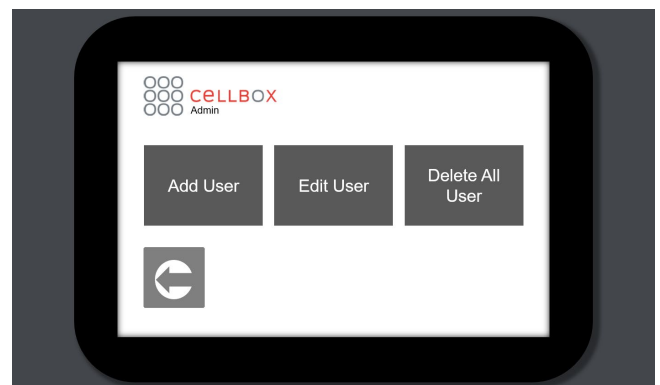 CELLBOX
Admin
Add User
Edit User
Delete All
User